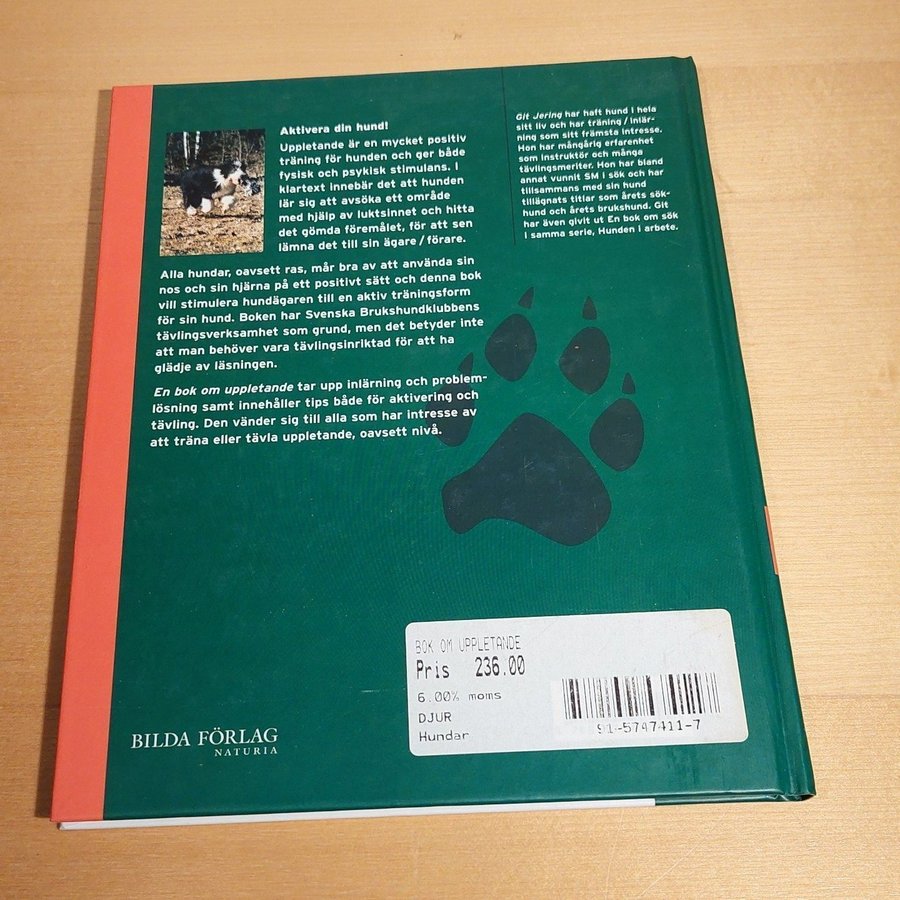 Aktivera din hund!
Uppletande är en mycket positiv
träning för hunden och ger både
fysisk och psykisk stimulans. I
klartext innebär det att hunden
lär sig att avsöka ett område
med hjälp av luktsinnet och hitta
det gömda föremålet, för att sen
lämna det till sin ägare/förare.
Alla hundar, oavsett ras, mår bra av att använda sin
nos och sin hjärna på ett positivt sätt och denna bok
vill stimulera hundägaren till en aktiv träningsform
för sin hund. Boken har Svenska Brukshundklubbens
tävlingsverksamhet som grund, men det betyder inte
att man behöver vara tävlingsinriktad för att ha
glädje av läsningen.
En bok om uppletande tar upp inlärning och problem-
lösning samt innehåller tips både för aktivering och
tävling. Den vänder sig till alla som har intresse av
att träna eller tävla uppletande, oavsett nivå.
Git Jering har haft hund i hela
sitt liv och har träning/inlär-
ning som sitt främsta intresse.
Hon har mångårig erfarenhet
som instruktör och många
tävlingsmeriter. Hon har bland
annat vunnit SM i sök och har
tillsammans med sin hund
tillägnats titlar som årets sök-
hund och årets brukshund. Git
har även givit ut En bok om sök
i samma serie, Hunden i arbete.
BOK OM UPPLETANDE
Pris 236.00
6.00% moms
DJUR
Hundar
91-5747411-7
BILDA FÖRLAG
NATURIA